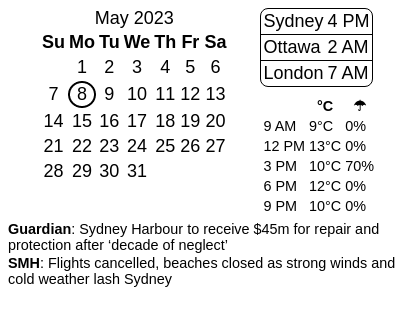 May 2023
Su Mo Tu We Th Fr Sa
1 2 3 4 5 6
7 8 9 10 11 12 13
14 15 16 17 18 19 20
21 22 23 24 25 26 27
28 29 30 31
Sydney 4 PM
Ottawa 2 AM
London 7 AM
°C ☂
9 AM 9°C 0%
12 PM 13°C 0%
3 PM 10°C 70%
6 PM 12°C 0%
9 PM 10°C 0%
Guardian: Sydney Harbour to receive $45m for repair and
protection after ‘decade of neglect’
SMH: Flights cancelled, beaches closed as strong winds and
cold weather lash Sydney